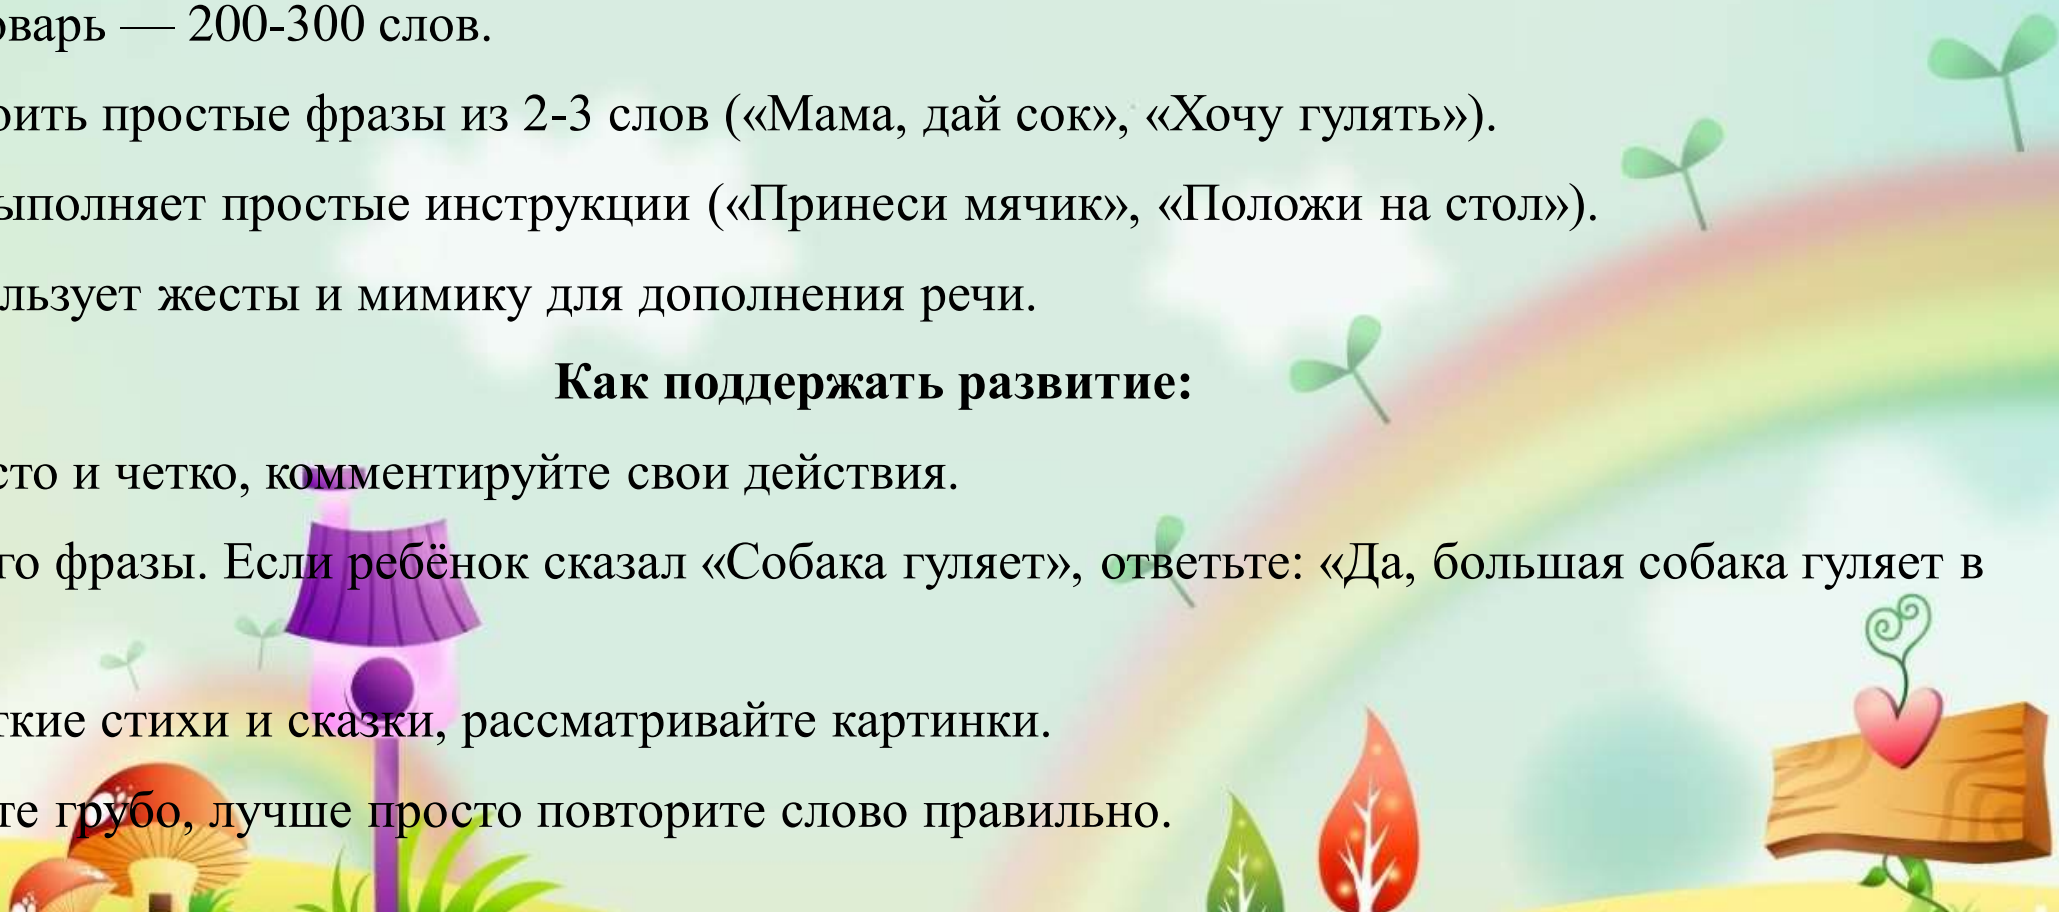 оварь — 200-300 слов.
оить простые фразы из 2-3 слов («Мама, дай сок», «Хочу гулять»).
ыполняет простые инструкции («Принеси мячик», «Положи на стол»).
льзует жесты и мимику для дополнения речи.
Как поддержать развитие:
сто и четко, комментируйте свои действия.
го фразы. Если ребёнок сказал «Собака гуляет», ответьте: «Да, большая собака гуляет в
ткие стихи и сказки, рассматривайте картинки.
те грубо, лучше просто повторите слово правильно.